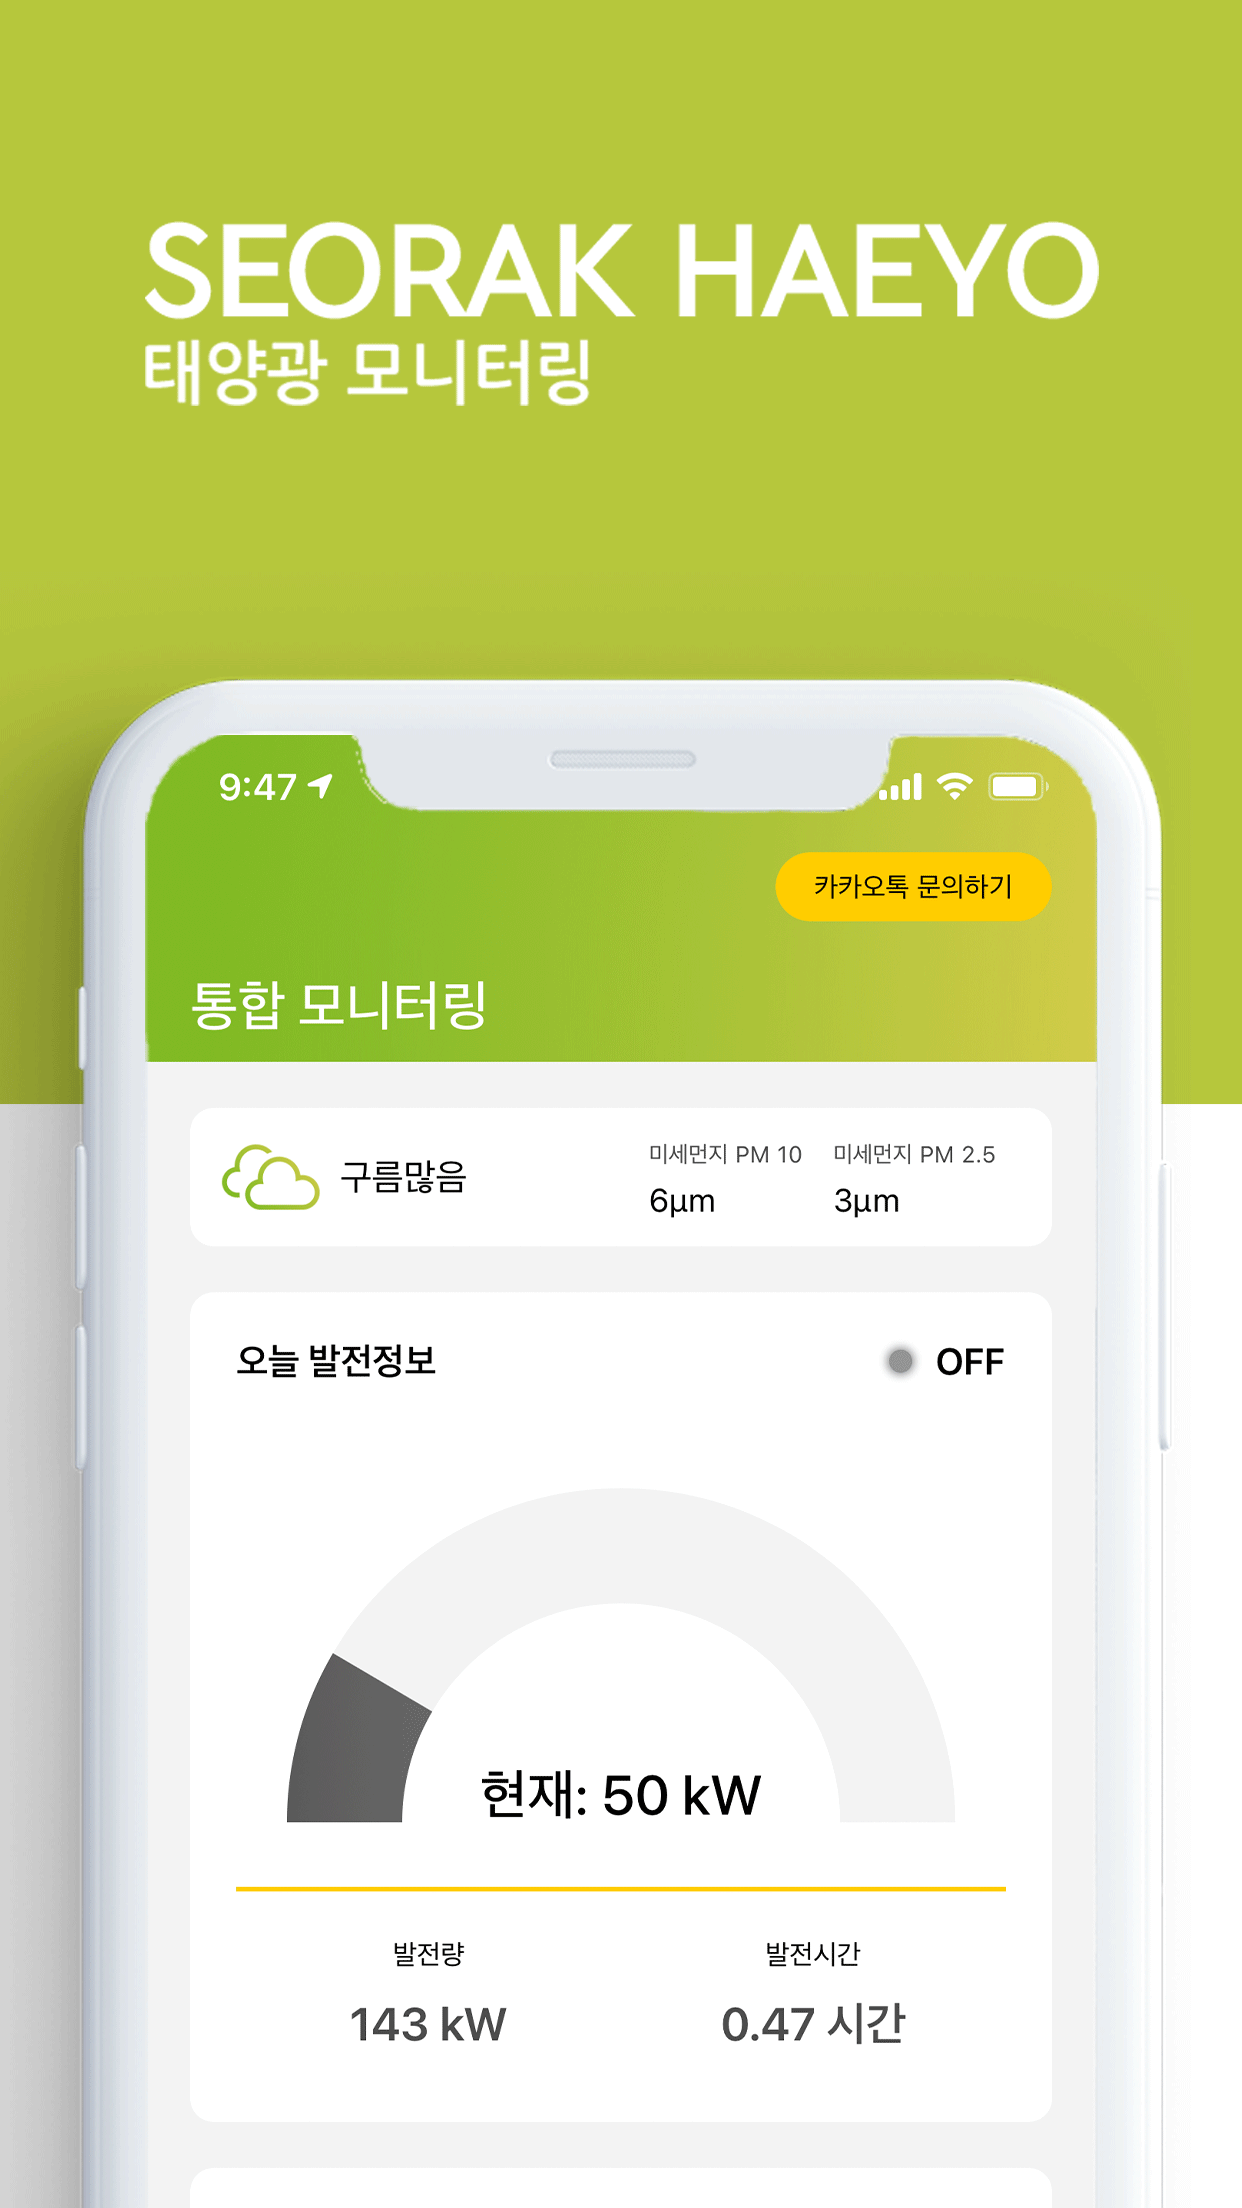 SEORAK HAEYO
태양광 모니터링
9:47
카카오톡 문의하기
통합 모니터링
구름많음
미세먼지 PM 10 미세먼지 PM 2.5
6µm 3µm
오늘 발전정보 OFF
현재: 50 kW
발전량 발전시간
143 kW 0.47 시간